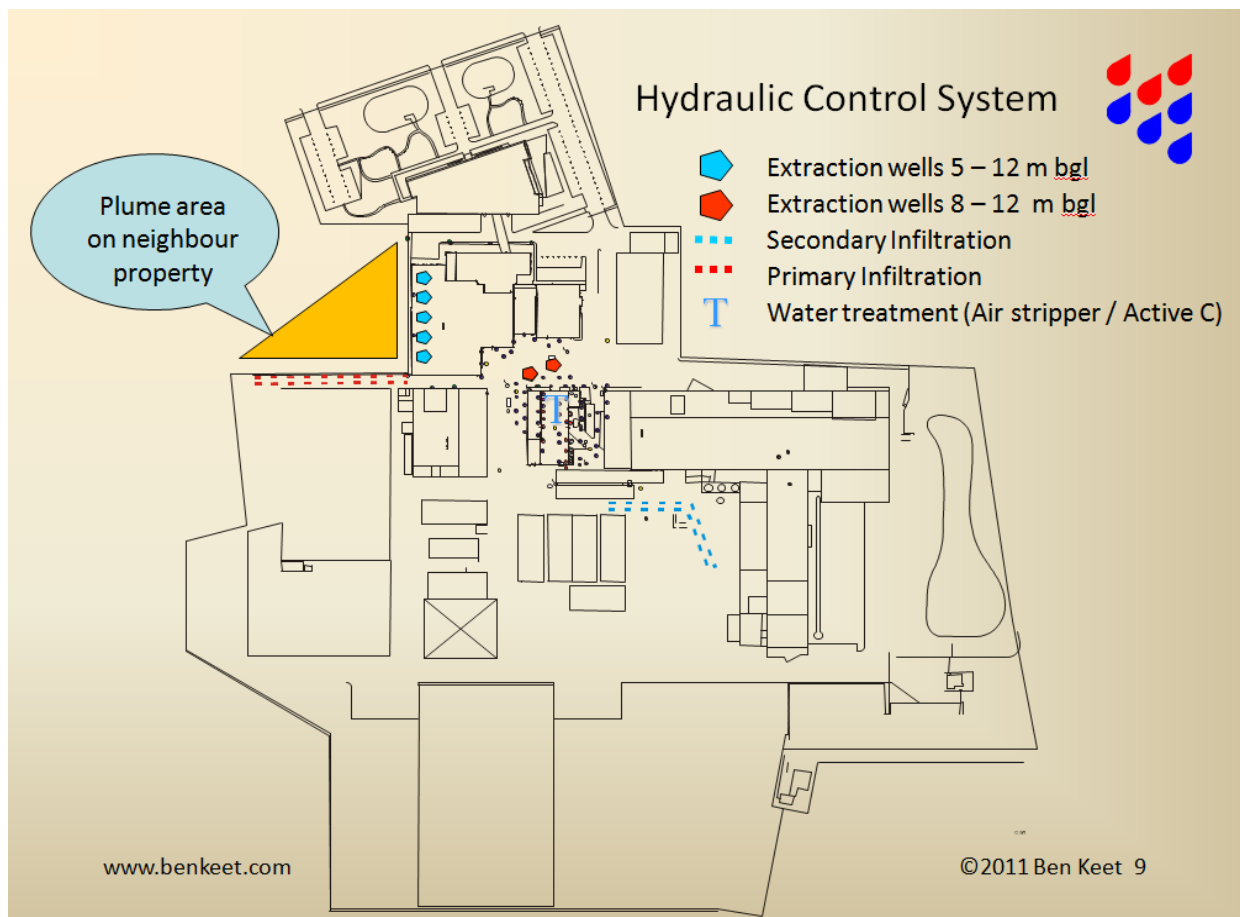 Hydraulic Control System
Extraction wells 5 – 12 m bgl
Extraction wells 8 – 12 m bgl
Secondary Infiltration
Primary Infiltration
T Water treatment (Air stripper / Active C)
Plume area
on neighbour
property
T
www.benkeet.com
©2011 Ben Keet 9